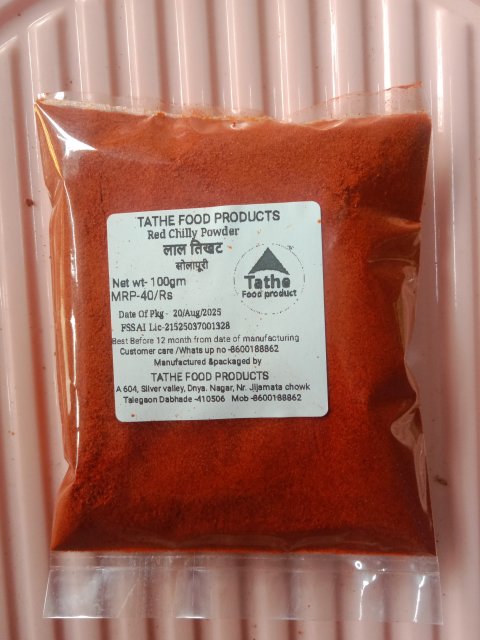 TATHE FOOD PRODUCTS
Red Chilly Powder
लाल तिखट
सोलापूरी
Tathe
Food product
Net wt- 100gm
MRP-40/Rs
Date Of Pkg - 20/Aug/2025
FSSAI Lic-21525037001328
Best Before 12 month from date of manufacturing
Customer care /Whats up no -8600188862
Manufactured &packaged by
TATHE FOOD PRODUCTS
A 604, Silver valley, Dnya. Nagar, Nr. Jijamata chowk
Talegaon Dabhade -410506 Mob -8600188862